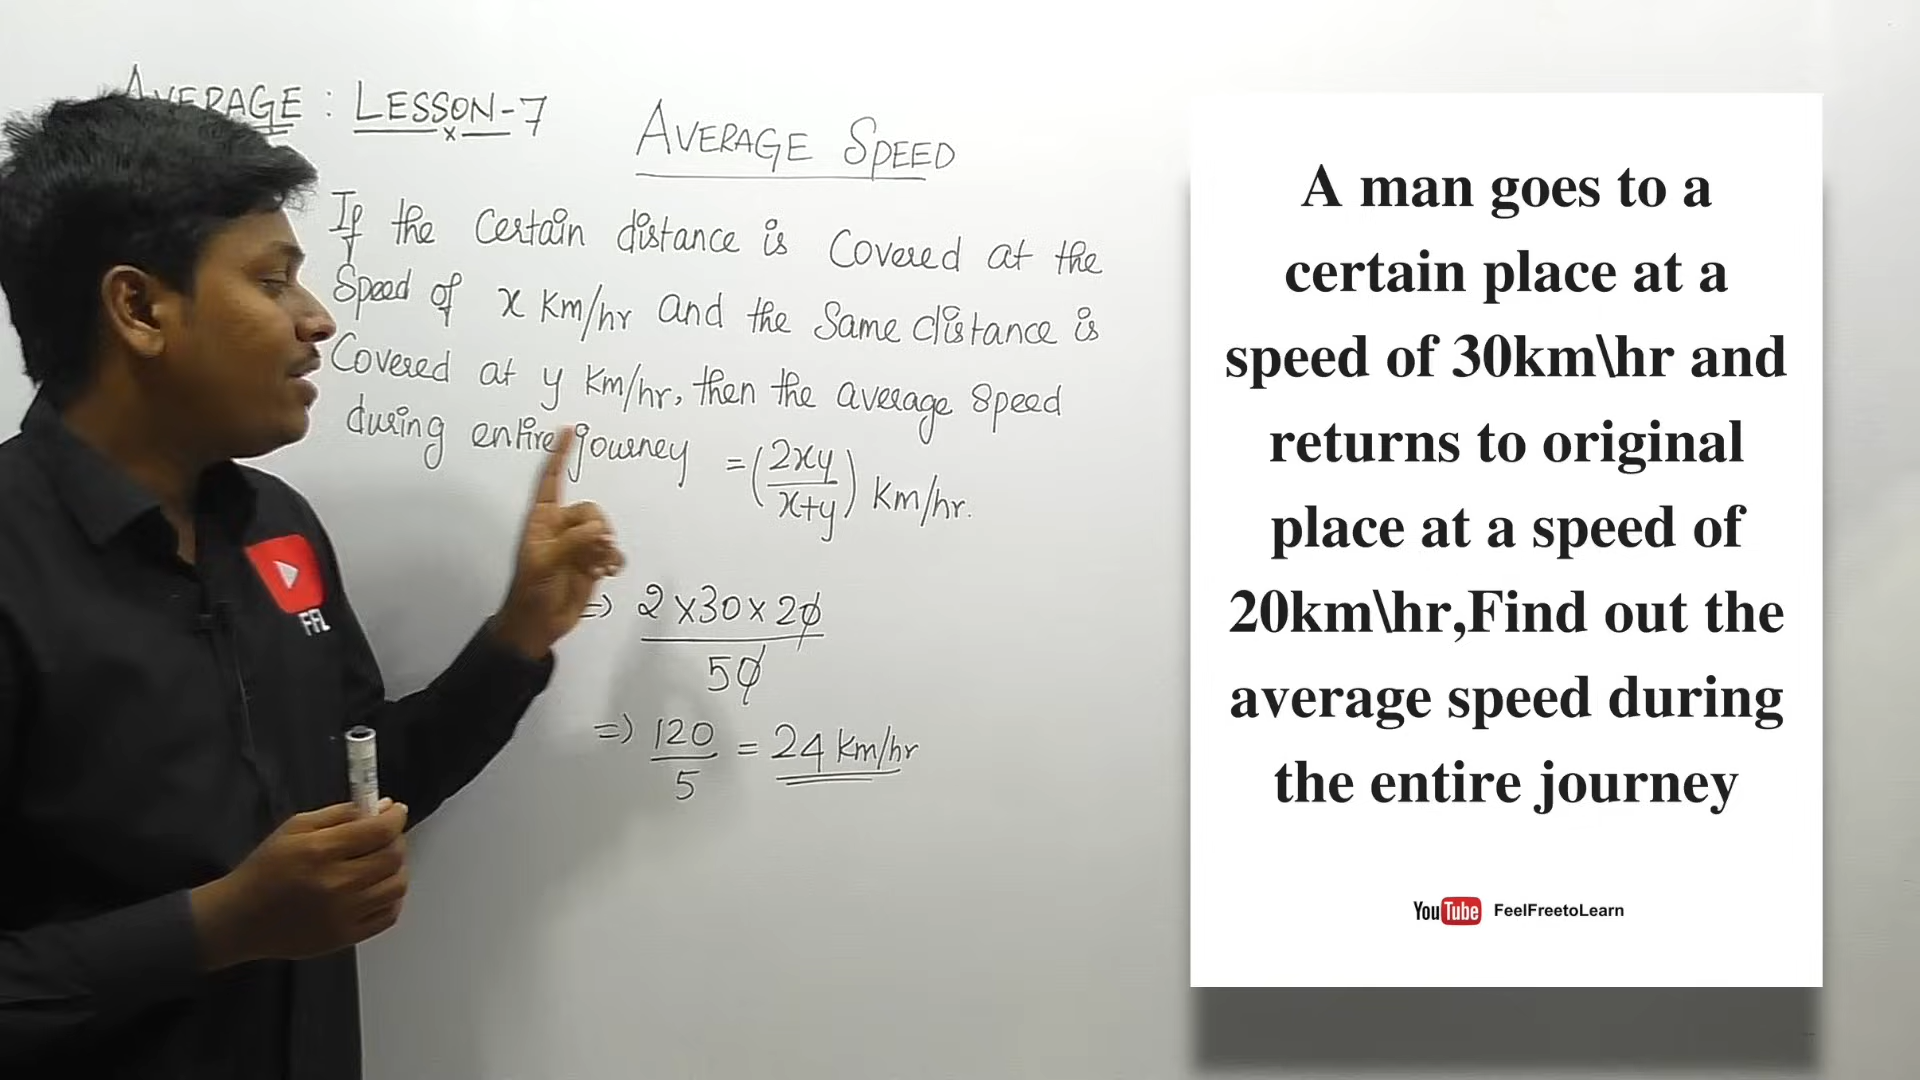 AVERAGE : LESSON-7
AVERAGE SPEED
If the Certain distance is Covered at the
Speed of x Km/hr and the Same distance is
Covered at y Km/hr, then the average speed
during entire journey = (2xy/x+y) Km/hr.
=> 2x30x20
50
=> 120/5 = 24 Km/hr
FFL
A man goes to a
certain place at a
speed of 30km\hr and
returns to original
place at a speed of
20km\hr,Find out the
average speed during
the entire journey
YouTube FeelFreetoLearn